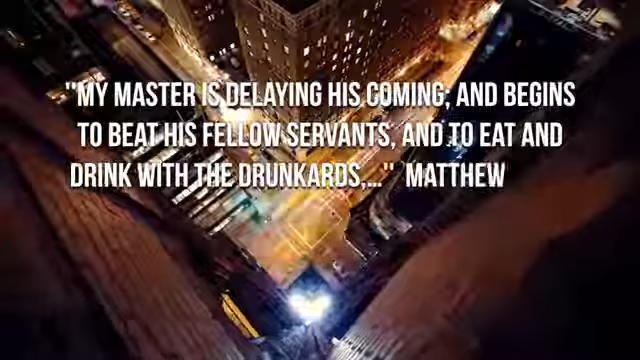 "MY MASTER IS DELAYING HIS COMING; AND BEGINS
TO BEAT HIS FELLOW SERVANTS, AND TO EAT AND
DRINK WITH THE DRUNKARDS,..." MATTHEW